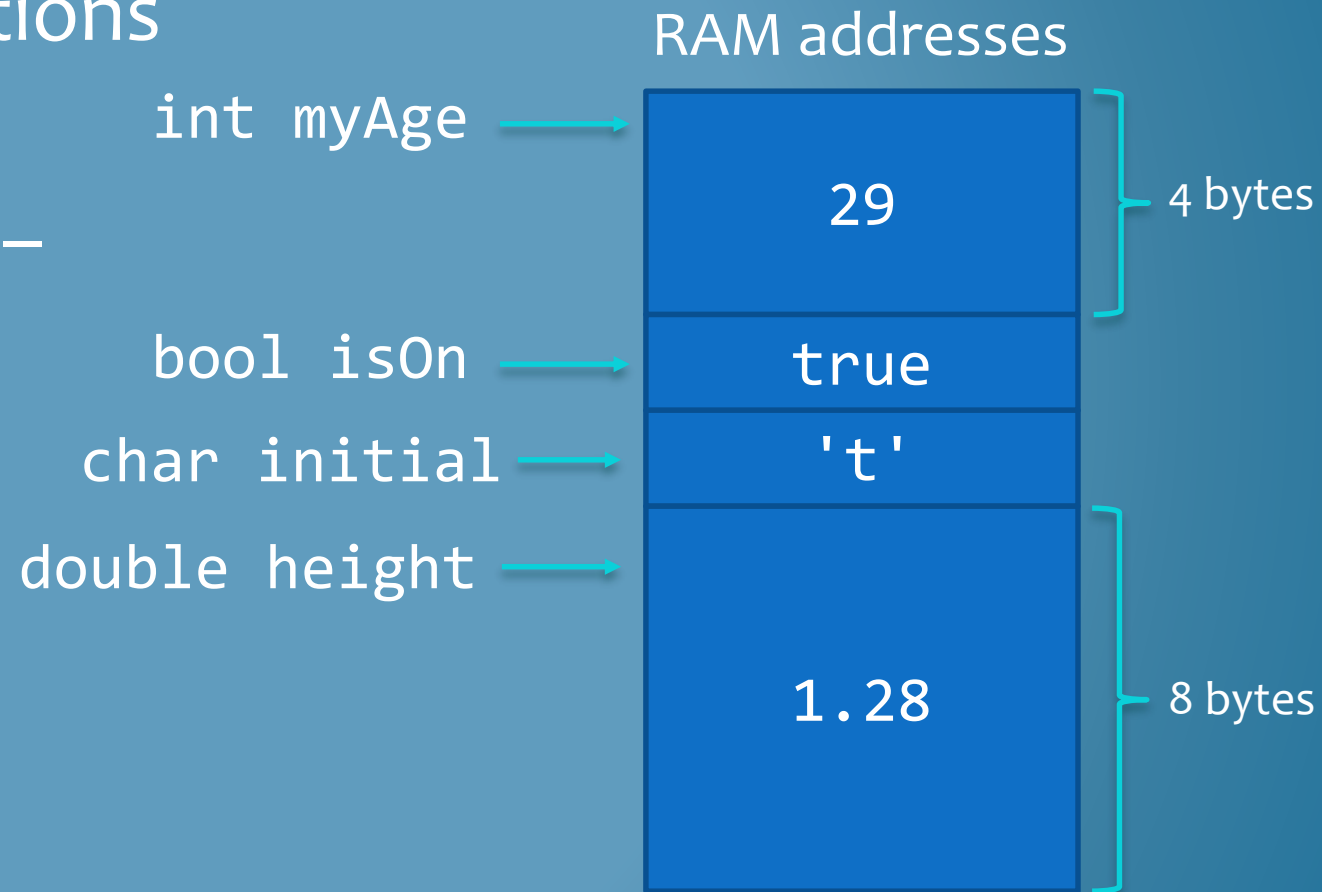 RAM addresses
int myAge
29
4 bytes
_
bool isOn
true
char initial
't'
double height
1.28
8 bytes